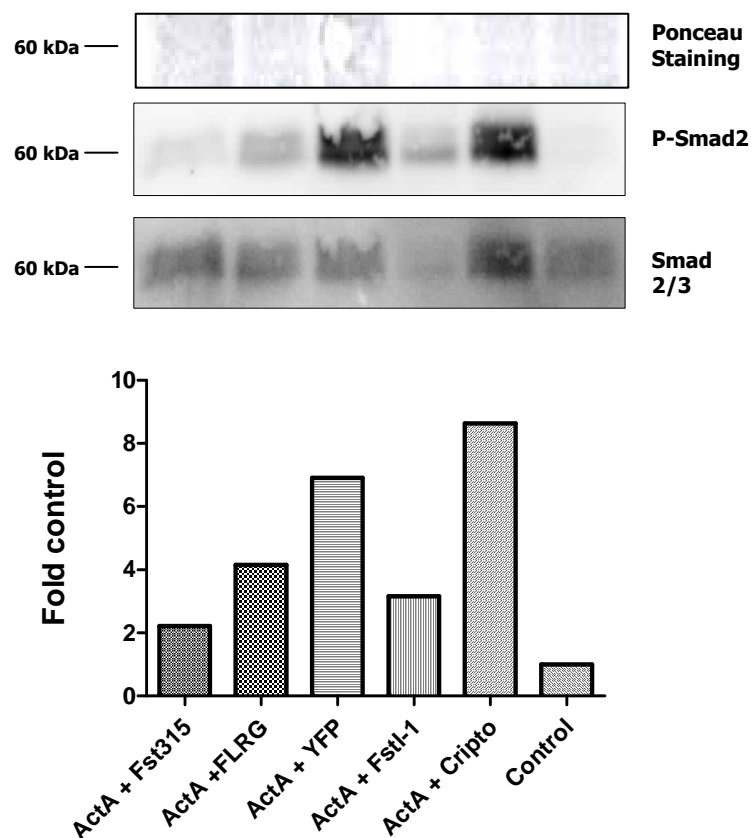 60 kDa
Ponceau
Staining
60 kDa
P-Smad2
60 kDa
Smad
2/3
10
8
6
4
2
0
Fold control
ActA + Fst315
ActA +FLRG
ActA + YFP
ActA + Fstl-1
ActA + Cripto
Control